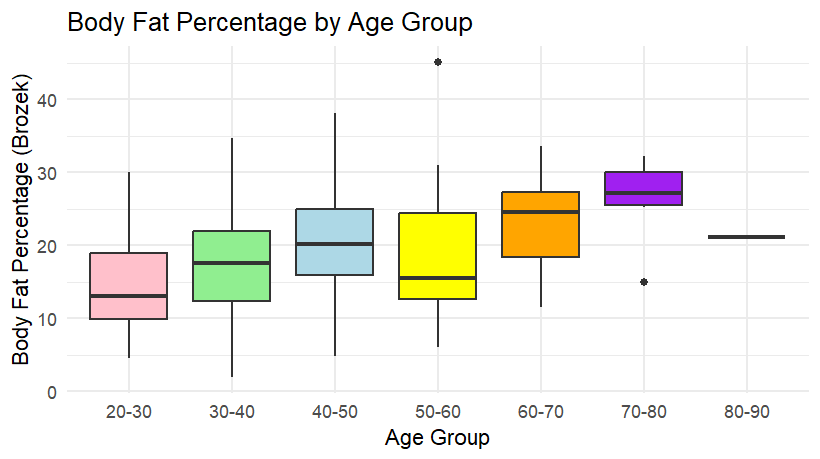 Body Fat Percentage by Age Group
Body Fat Percentage (Brozek)
40
30
20
10
0
20-30 30-40 40-50 50-60 60-70 70-80 80-90
Age Group